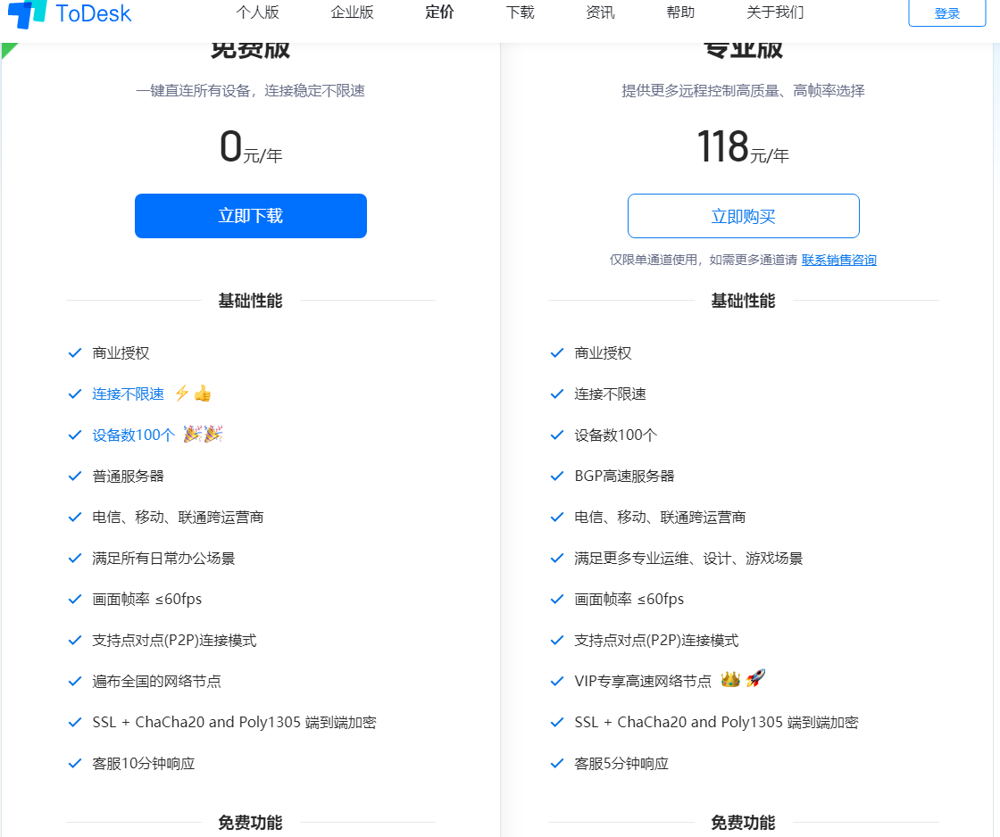 ToDesk
个人版 企业版 定价 下载 资讯 帮助 关于我们 登录
免费版
一键直连所有设备，连接稳定不限速
0元/年
立即下载
基础性能
商业授权
连接不限速
设备数100个
普通服务器
电信、移动、联通跨运营商
满足所有日常办公场景
画面帧率 ≤60fps
支持点对点(P2P)连接模式
遍布全国的网络节点
SSL + ChaCha20 and Poly1305 端到端加密
客服10分钟响应
免费功能
专业版
提供更多远程控制高质量、高帧率选择
118元/年
立即购买
仅限单通道使用，如需更多通道请 联系销售咨询
基础性能
商业授权
连接不限速
设备数100个
BGP高速服务器
电信、移动、联通跨运营商
满足更多专业运维、设计、游戏场景
画面帧率 ≤60fps
支持点对点(P2P)连接模式
VIP专享高速网络节点
SSL + ChaCha20 and Poly1305 端到端加密
客服5分钟响应
免费功能